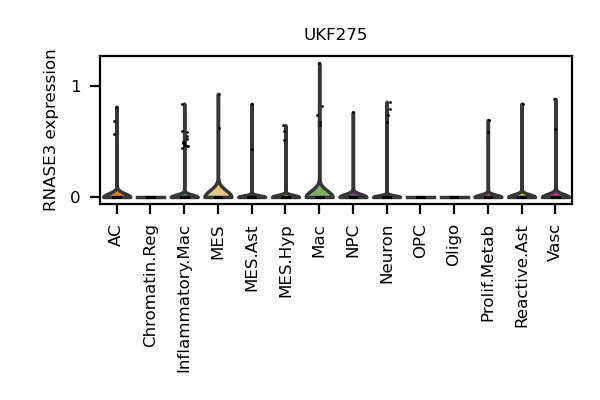 UKF275
RNASE3 expression
1
0
AC
Chromatin.Reg
Inflammatory.Mac
MES
MES.Ast
MES.Hyp
Mac
NPC
Neuron
OPC
Oligo
Prolif.Metab
Reactive.Ast
Vasc